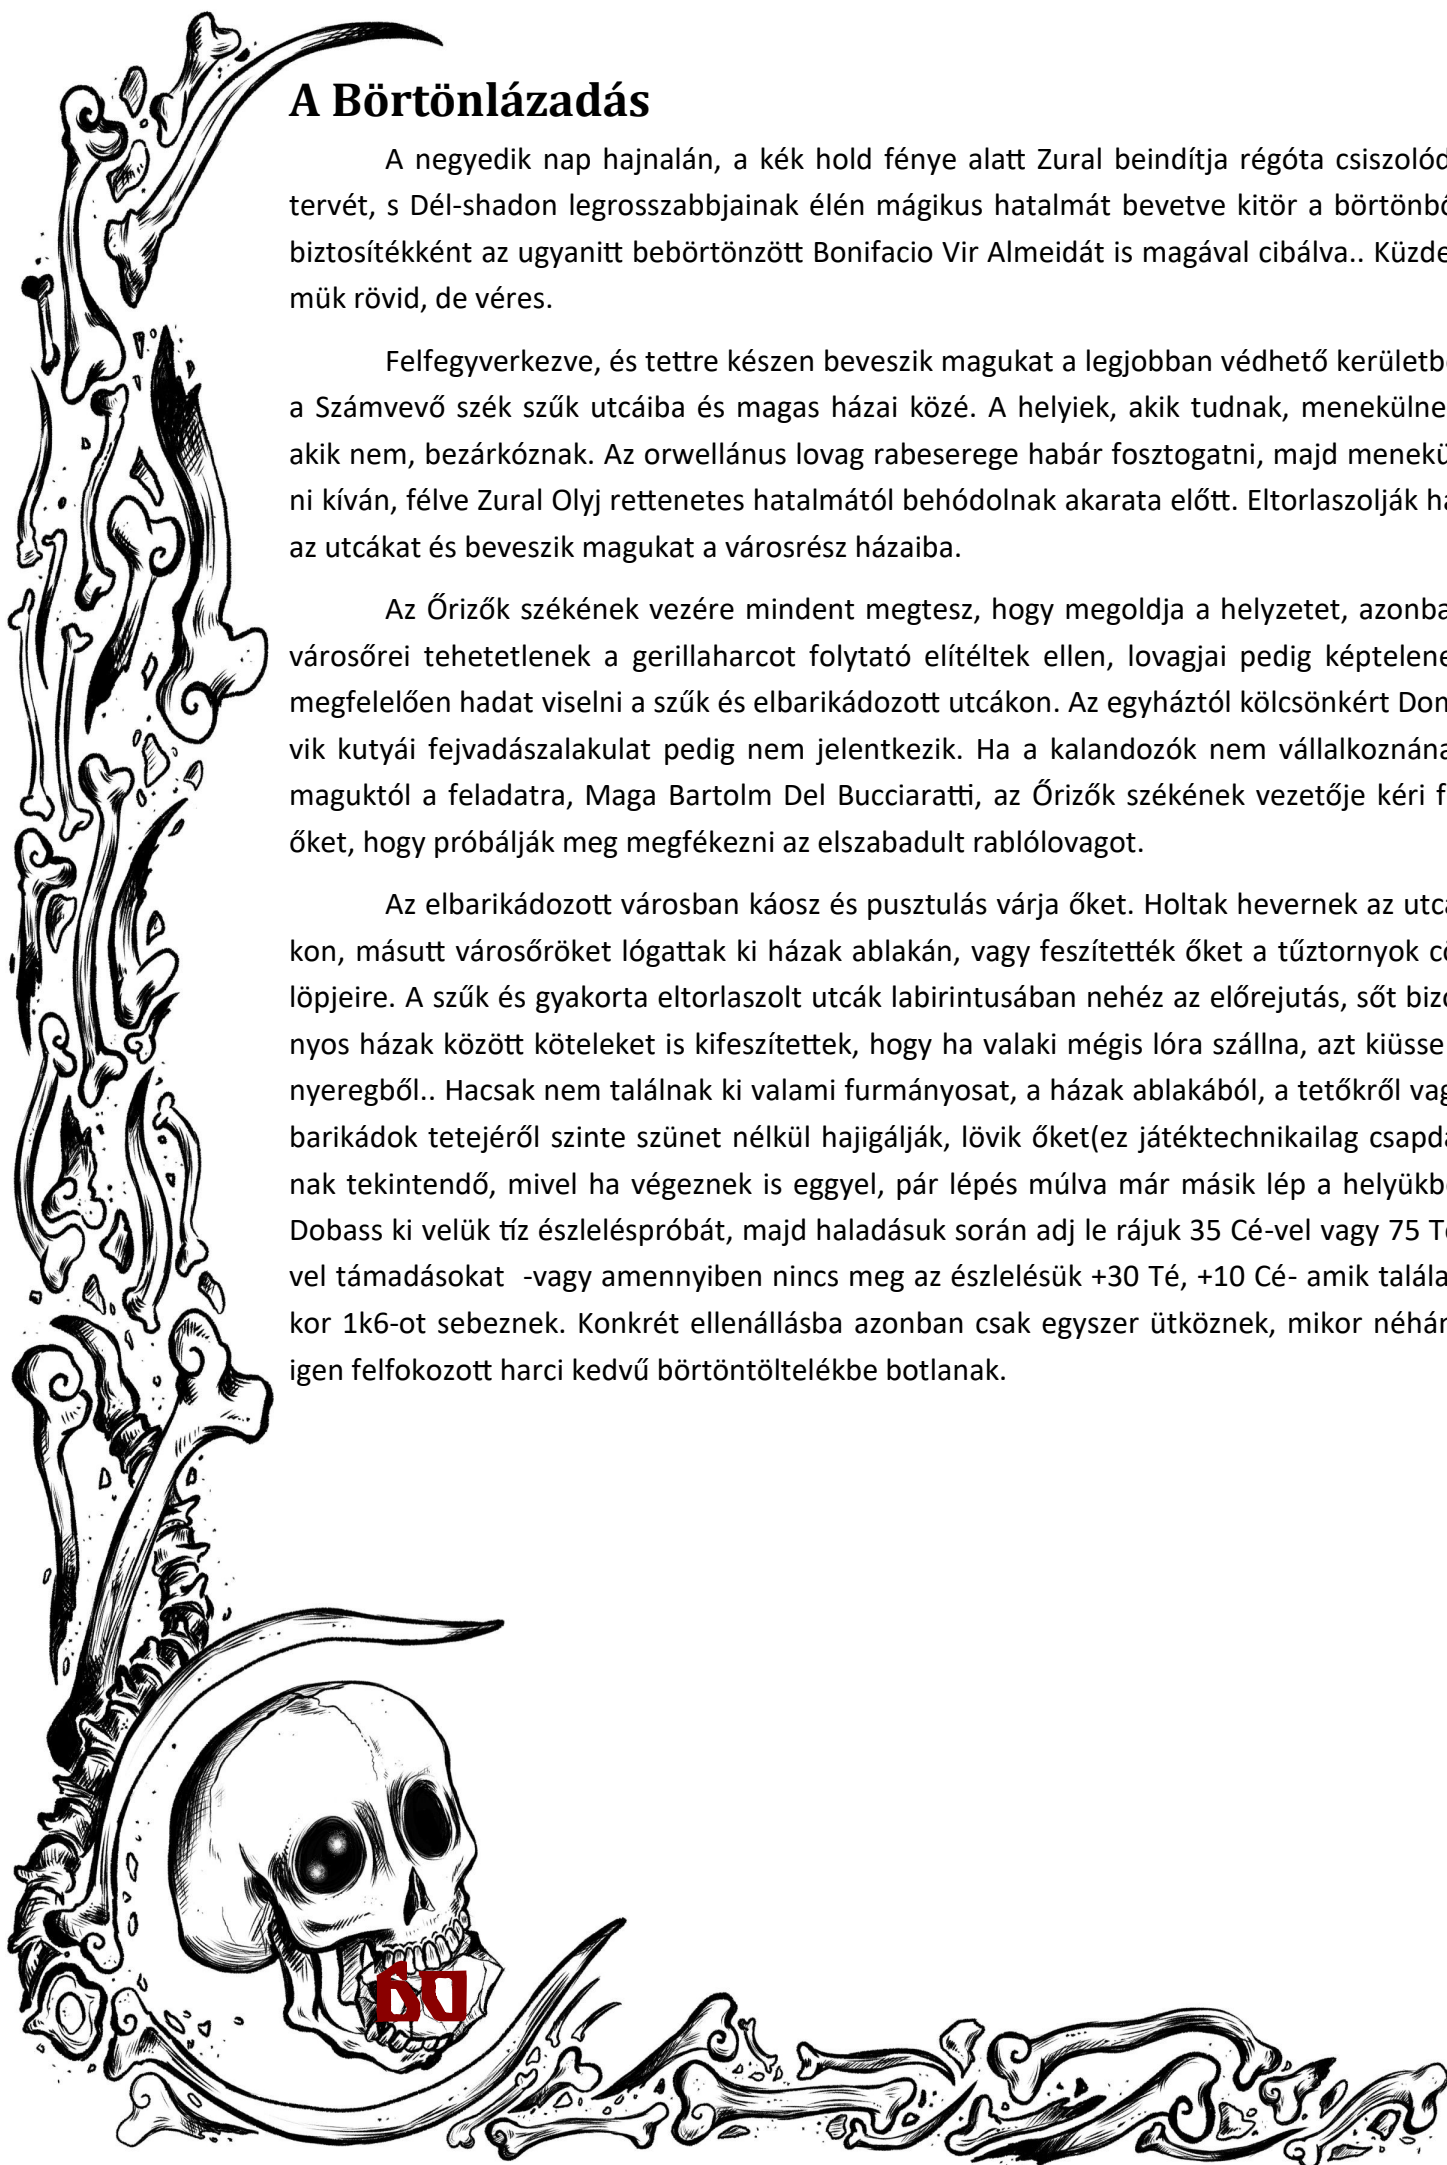 A Börtönlázadás
A negyedik nap hajnalán, a kék hold fénye alatt Zural beindítja régóta csiszolód
tervét, s Dél-shadon legrosszabbjainak élén mágikus hatalmát bevetve kitör a börtönbő
biztosítékként az ugyanitt bebörtönzött Bonifacio Vir Almeidát is magával cibálva.. Küzde
mük rövid, de véres.
Felfegyverkezve, és tettre készen beveszik magukat a legjobban védhető kerületbe
a Számvevő szék szűk utcáiba és magas házai közé. A helyiek, akik tudnak, menekülne
akik nem, bezárkóznak. Az orwellánus lovag rabeserege habár fosztogatni, majd menekü
ni kíván, félve Zural Olyj rettenetes hatalmától behódolnak akarata előtt. Eltorlaszolják há
az utcákat és beveszik magukat a városrész házaiba.
Az Őrizők székének vezére mindent megtesz, hogy megoldja a helyzetet, azonba
városőrei tehetetlenek a gerillaharcot folytató elítéltek ellen, lovagjai pedig képtelene
megfelelően hadat viselni a szűk és elbarikádozott utcákon. Az egyháztól kölcsönkért Dom
vik kutyái fejvadászalakulat pedig nem jelentkezik. Ha a kalandozók nem vállalkozná­na
maguktól a feladatra, Maga Bartolm Del Bucciaratti, az Őrizők székének vezetője kéri f
őket, hogy próbálják meg megfékezni az elszabadult rablólovagot.
Az elbarikádozott városban káosz és pusztulás várja őket. Holtak hevernek az utcá
kon, másutt városőröket lógattak ki házak ablakán, vagy feszítették őket a tűztornyok cö
löpjeire. A szűk és gyakorta eltorlaszolt utcák labirintusában nehéz az előrejutás, sőt bizo
nyos házak között köteleket is kifeszítettek, hogy ha valaki mégis lóra szállna, azt kiüsse
nyeregből.. Hacsak nem találnak ki valami furmányosat, a házak ablakából, a tetőkről vag
barikádok tetejéről szinte szünet nélkül hajigálják, lövik őket(ez játéktechnikailag csapdá
nak tekintendő, mivel ha végeznek is eggyel, pár lépés múlva már másik lép a helyükbe
Dobass ki velük tíz észleléspróbát, majd haladásuk során adj le rájuk 35 Cé-vel vagy 75 Té
vel támadásokat -vagy amennyiben nincs meg az észlelésük +30 Té, +10 Cé- amik talála
kor 1k6-ot sebeznek. Konkrét ellenállásba azonban csak egyszer ütköznek, mikor néhán
igen felfokozott harci kedvű börtöntöltelékbe botlanak.
60